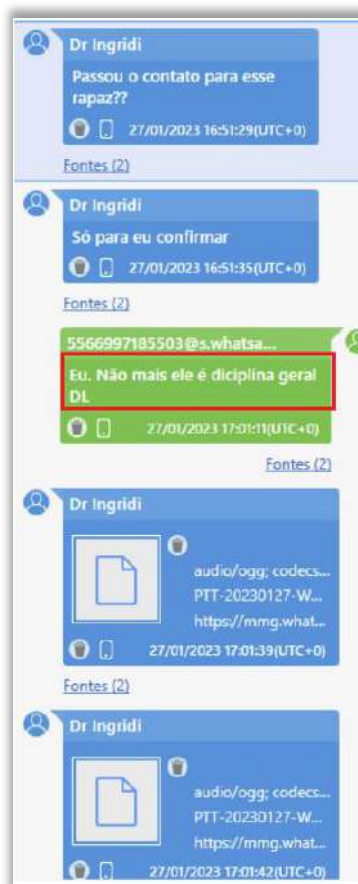 Dr Ingridi
Passou o contato para esse
rapaz??
27/01/2023 16:51:29(UTC+0)
Fontes (2)
Dr Ingridi
Só para eu confirmar
27/01/2023 16:51:35(UTC+0)
Fontes (2)
5566997185503@s.whatsa...
Eu. Não mais ele é diciplina geral
DL
27/01/2023 17:01:11(UTC+0)
Fontes (2)
Dr Ingridi
audio/ogg; codecs...
PTT-20230127-W...
https://mmg.what...
27/01/2023 17:01:39(UTC+0)
Fontes (2)
Dr Ingridi
audio/ogg; codecs...
PTT-20230127-W...
https://mmg.what...
27/01/2023 17:01:42(UTC+0)